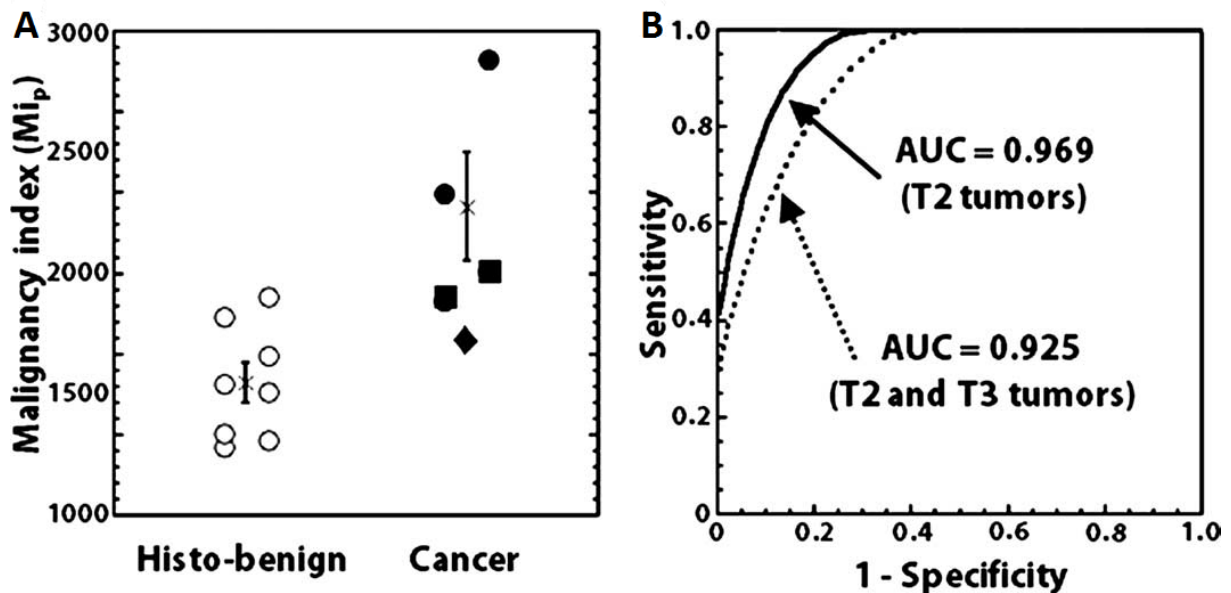 A
Malignancy index (Mip)
3000
2500
2000
1500
1000
Histo-benign Cancer
B
Sensitivity
1.0
0.8
0.6
0.4
0.2
0
AUC = 0.969
(T2 tumors)
AUC = 0.925
(T2 and T3 tumors)
0 0.2 0.4 0.6 0.8 1.0
1 - Specificity